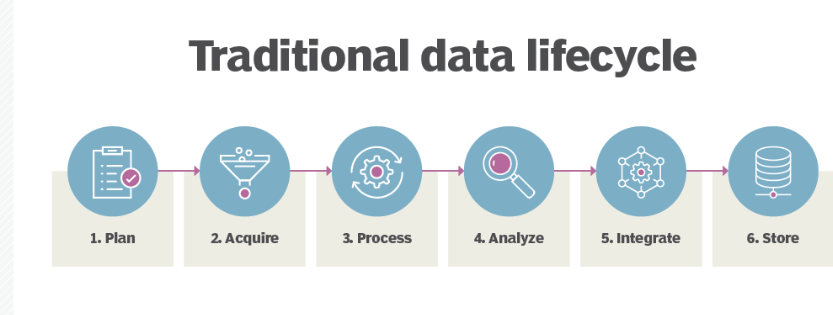 Traditional data lifecycle
1. Plan
2. Acquire
3. Process
4. Analyze
5. Integrate
6. Store